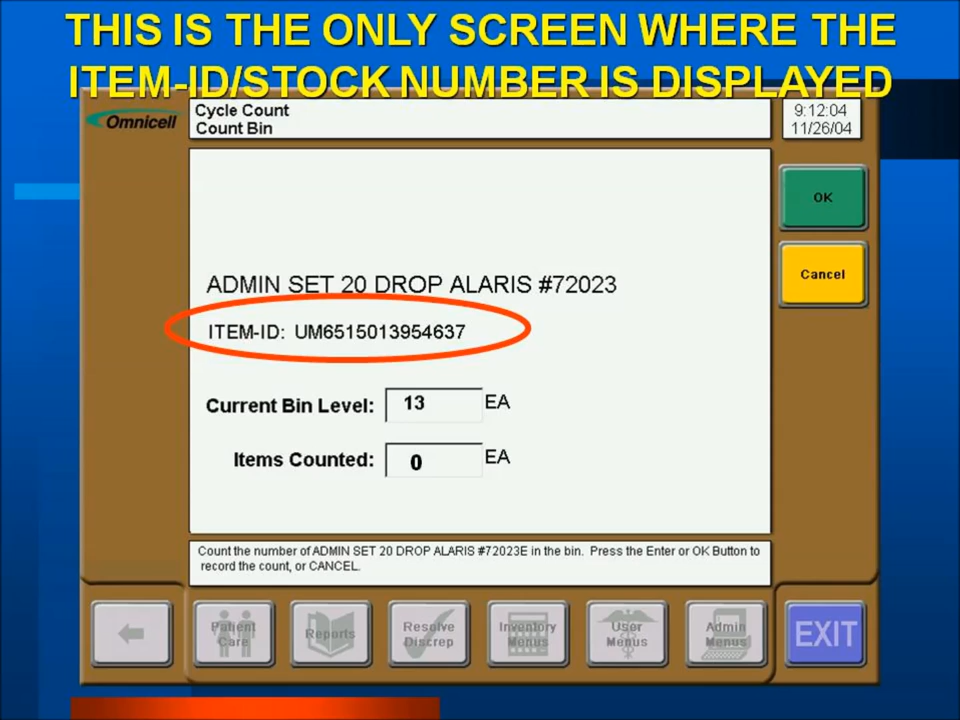 THIS IS THE ONLY SCREEN WHERE THE
ITEM-ID/STOCK NUMBER IS DISPLAYED
Omnicell
Cycle Count
Count Bin
9:12:04
11/26/04
OK
Cancel
ADMIN SET 20 DROP ALARIS #72023
ITEM-ID: UM6515013954637
Current Bin Level: 13 EA
Items Counted: 0 EA
Count the number of ADMIN SET 20 DROP ALARIS #72023E in the bin. Press the Enter or OK Button to
record the count, or CANCEL.
Patient
Care
Reports
Resolve
Discrep
Inventory
Menus
User
Menus
Admin
Menus
EXIT